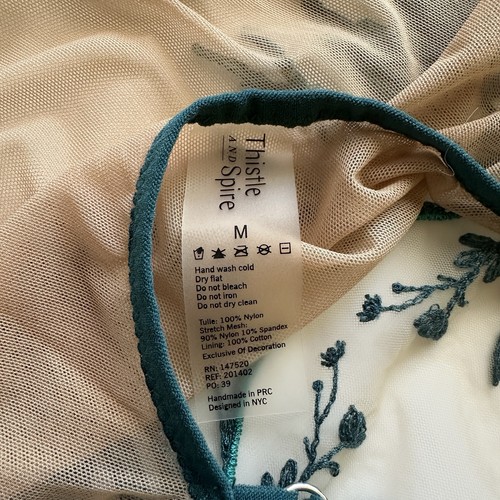 Thistle
AND
Spire
M
Hand wash cold
Dry flat
Do not bleach
Do not iron
Do not dry clean
Tulle: 100% Nylon
Stretch Mesh:
90% Nylon 10% Spandex
Lining: 100% Cotton
Exclusive Of Decoration
RN: 147520
REF: 201402
PO: 39
Handmade in PRC
Designed in NYC